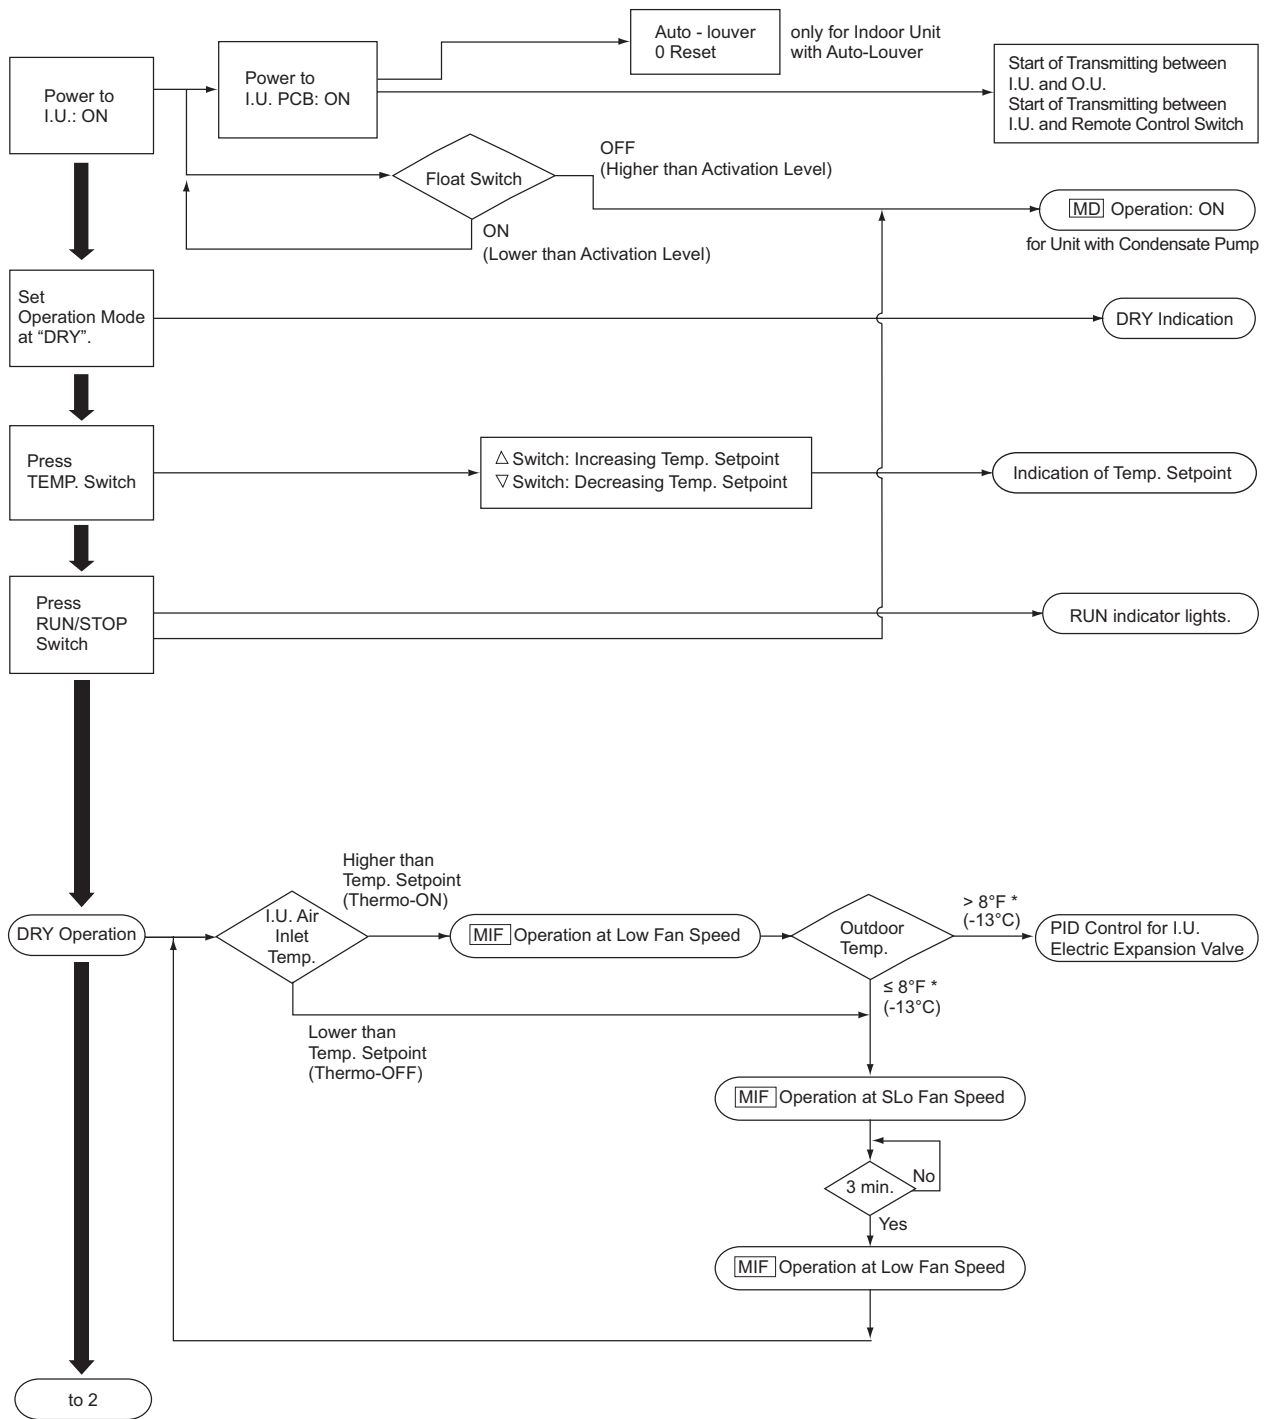 Auto - louver
0 Reset
only for Indoor Unit
with Auto-Louver
Power to
I.U.: ON
Power to
I.U. PCB: ON
Start of Transmitting between
I.U. and O.U.
Start of Transmitting between
I.U. and Remote Control Switch
Float Switch
OFF
(Higher than Activation Level)
ON
(Lower than Activation Level)
MD Operation: ON
for Unit with Condensate Pump
Set
Operation Mode
at “DRY”.
DRY Indication
Press
TEMP. Switch
△ Switch: Increasing Temp. Setpoint
▽ Switch: Decreasing Temp. Setpoint
Indication of Temp. Setpoint
Press
RUN/STOP
Switch
RUN indicator lights.
DRY Operation
I.U. Air
Inlet
Temp.
Higher than
Temp. Setpoint
(Thermo-ON)
MIF Operation at Low Fan Speed
Outdoor
Temp.
> 8°F *
(-13°C)
PID Control for I.U.
Electric Expansion Valve
≤ 8°F *
(-13°C)
Lower than
Temp. Setpoint
(Thermo-OFF)
MIF Operation at SLo Fan Speed
3 min.
No
Yes
MIF Operation at Low Fan Speed
to 2